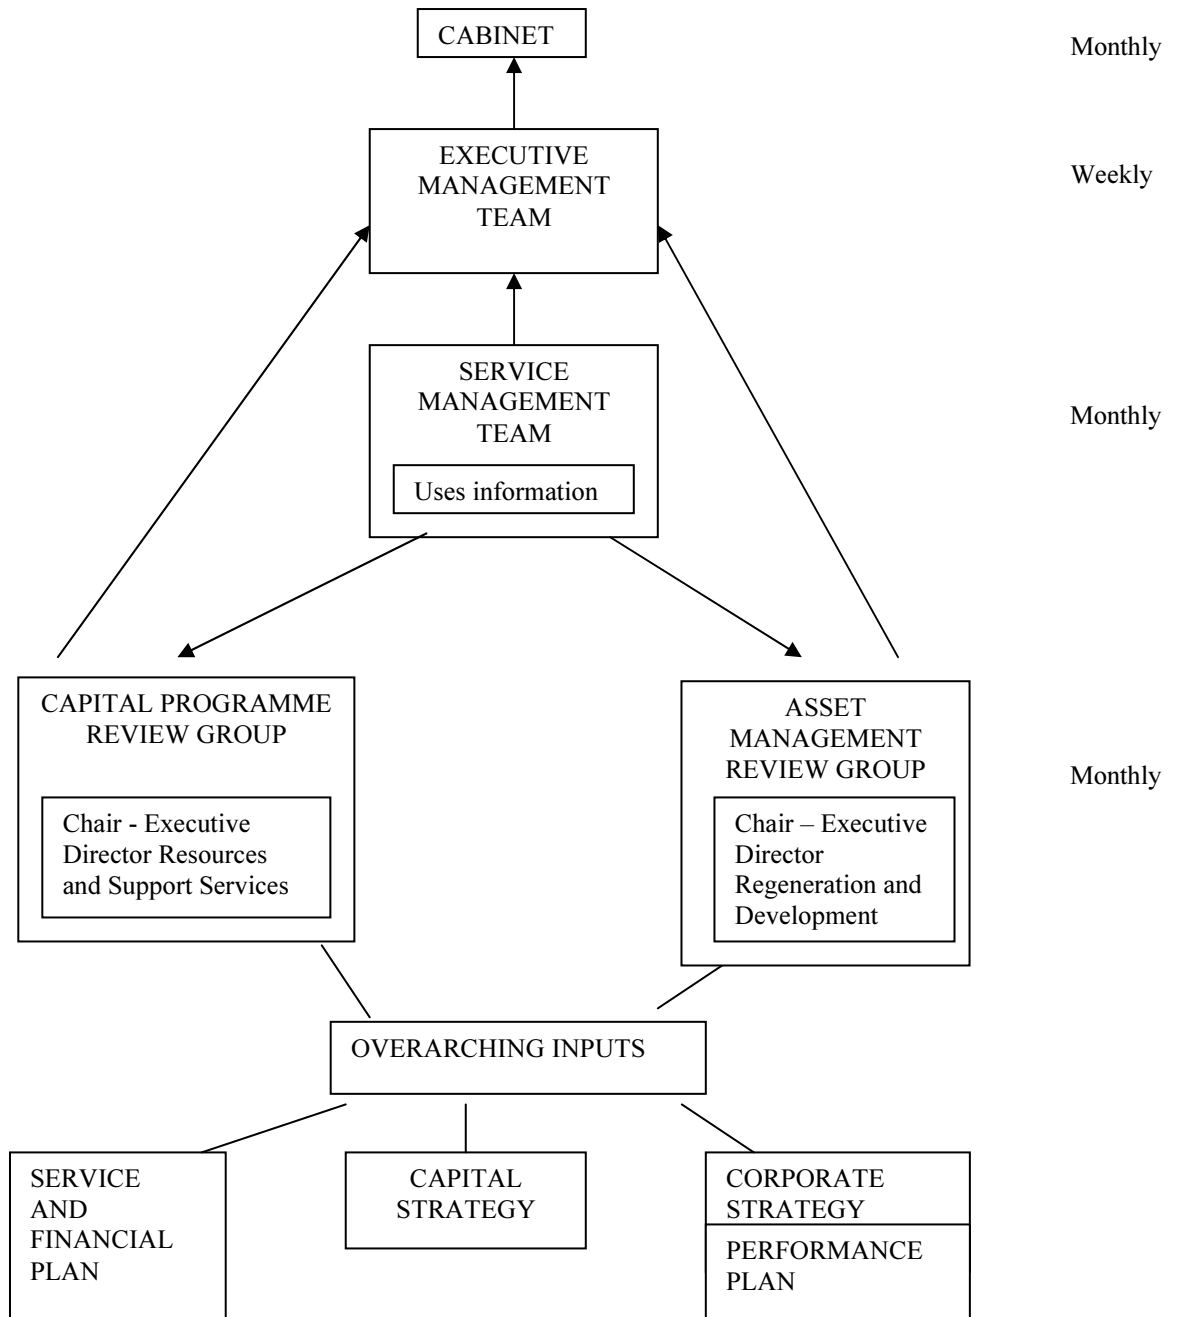 CABINET
Monthly
EXECUTIVE
MANAGEMENT
TEAM
Weekly
SERVICE
MANAGEMENT
TEAM
Uses information
Monthly
CAPITAL PROGRAMME
REVIEW GROUP
Chair - Executive
Director Resources
and Support Services
ASSET
MANAGEMENT
REVIEW GROUP
Chair – Executive
Director
Regeneration and
Development
Monthly
OVERARCHING INPUTS
SERVICE
AND
FINANCIAL
PLAN
CAPITAL
STRATEGY
CORPORATE
STRATEGY
PERFORMANCE
PLAN